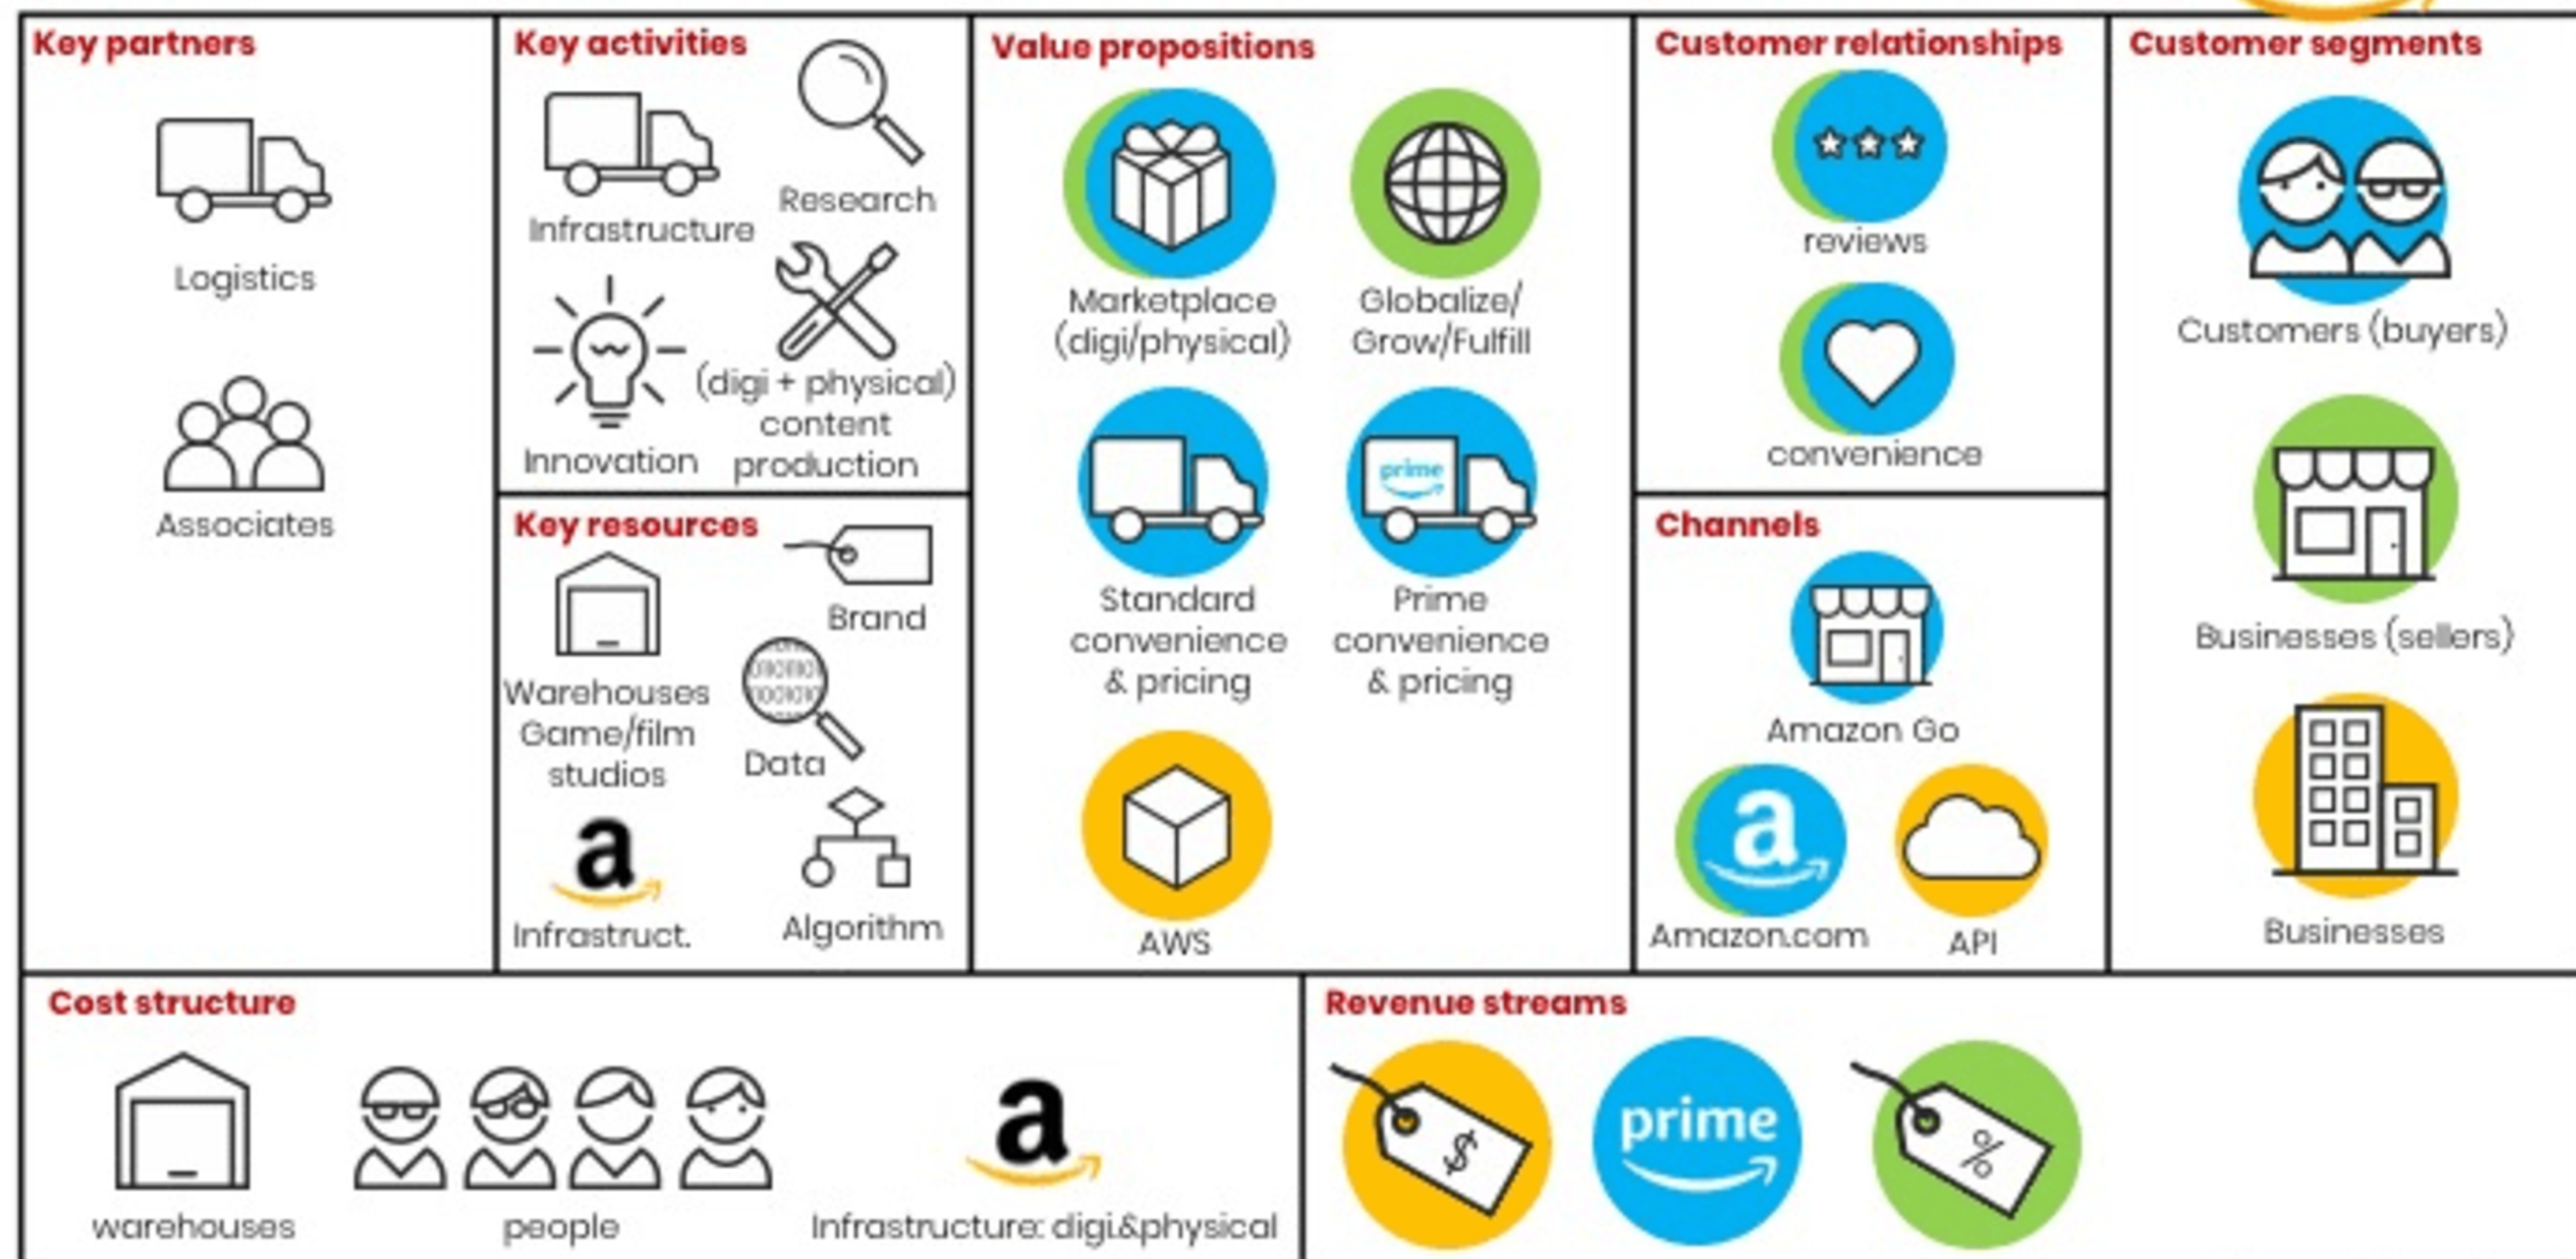 Key partners
Logistics
Associates
Key activities
Infrastructure
Research
Innovation
(digi + physical)
content
production
Key resources
Brand
Warehouses
Game/film
studios
Data
a
Infrastruct.
Algorithm
Value propositions
Marketplace
(digi/physical)
Globalize/
Grow/Fulfill
Standard
convenience
& pricing
prime
Prime
convenience
& pricing
AWS
Customer relationships
reviews
convenience
Channels
Amazon Go
a
Amazon.com
API
Customer segments
Customers (buyers)
Businesses (sellers)
Businesses
Cost structure
warehouses
people
a
Infrastructure: digi.&physical
Revenue streams
$
prime
%